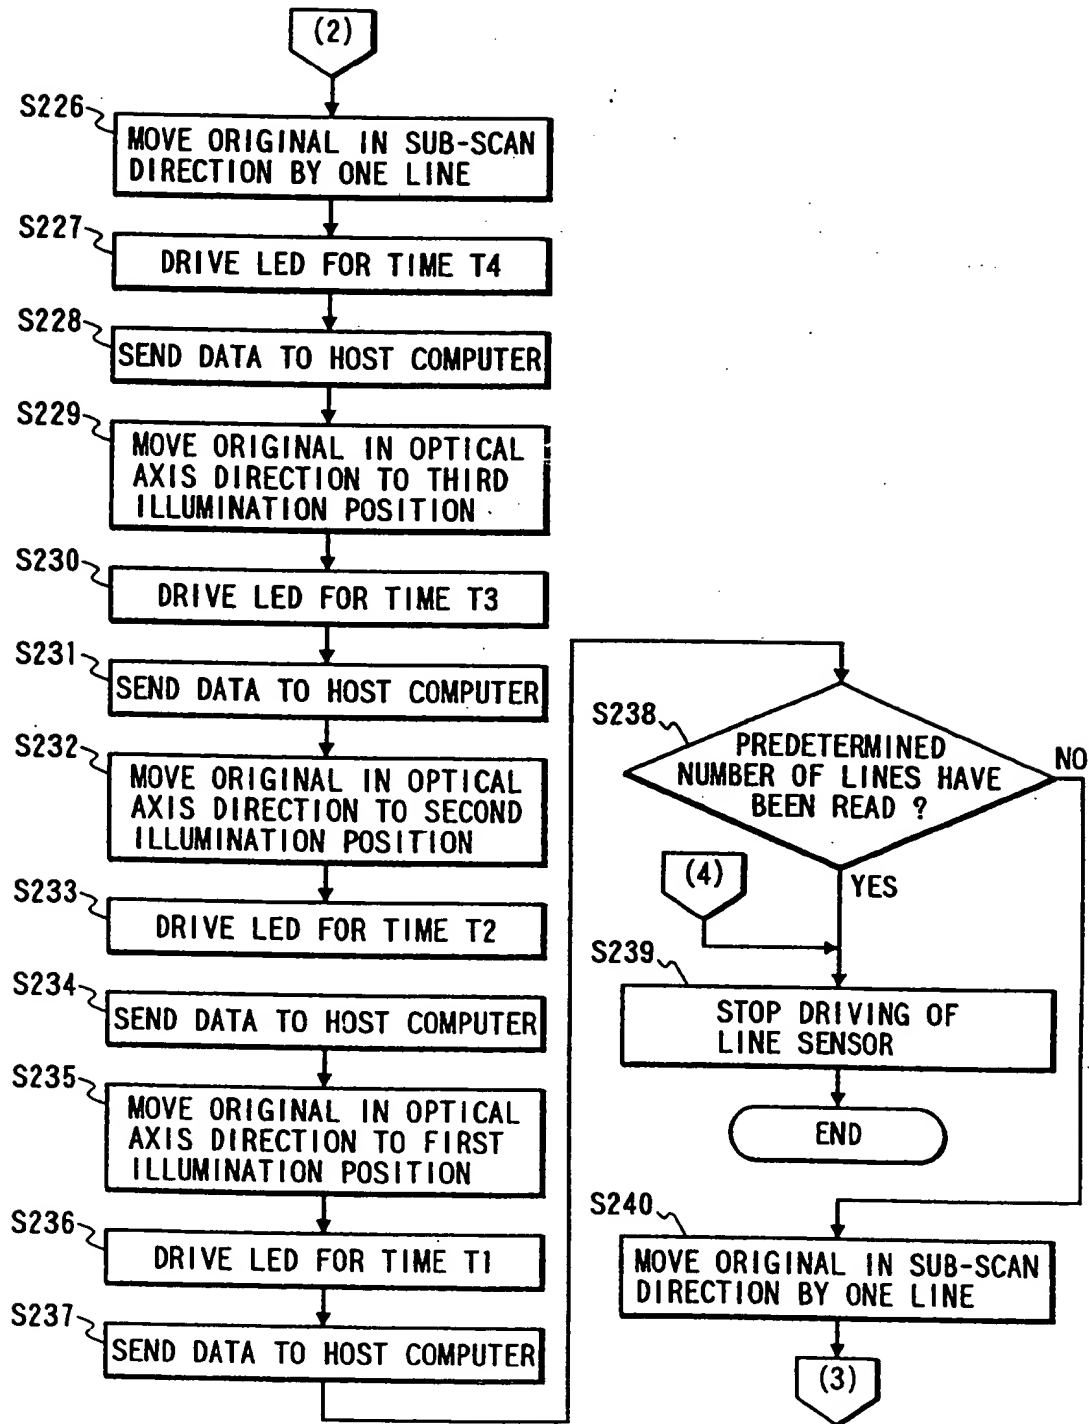 (2)
S226
MOVE ORIGINAL IN SUB-SCAN
DIRECTION BY ONE LINE
S227
DRIVE LED FOR TIME T4
S228
SEND DATA TO HOST COMPUTER
S229
MOVE ORIGINAL IN OPTICAL
AXIS DIRECTION TO THIRD
ILLUMINATION POSITION
S230
DRIVE LED FOR TIME T3
S231
SEND DATA TO HOST COMPUTER
S232
MOVE ORIGINAL IN OPTICAL
AXIS DIRECTION TO SECOND
ILLUMINATION POSITION
S233
DRIVE LED FOR TIME T2
S234
SEND DATA TO HOST COMPUTER
S235
MOVE ORIGINAL IN OPTICAL
AXIS DIRECTION TO FIRST
ILLUMINATION POSITION
S236
DRIVE LED FOR TIME T1
S237
SEND DATA TO HOST COMPUTER
S238
PREDETERMINED
NUMBER OF LINES HAVE
BEEN READ ?
NO
YES
(4)
S239
STOP DRIVING OF
LINE SENSOR
END
S240
MOVE ORIGINAL IN SUB-SCAN
DIRECTION BY ONE LINE
(3)